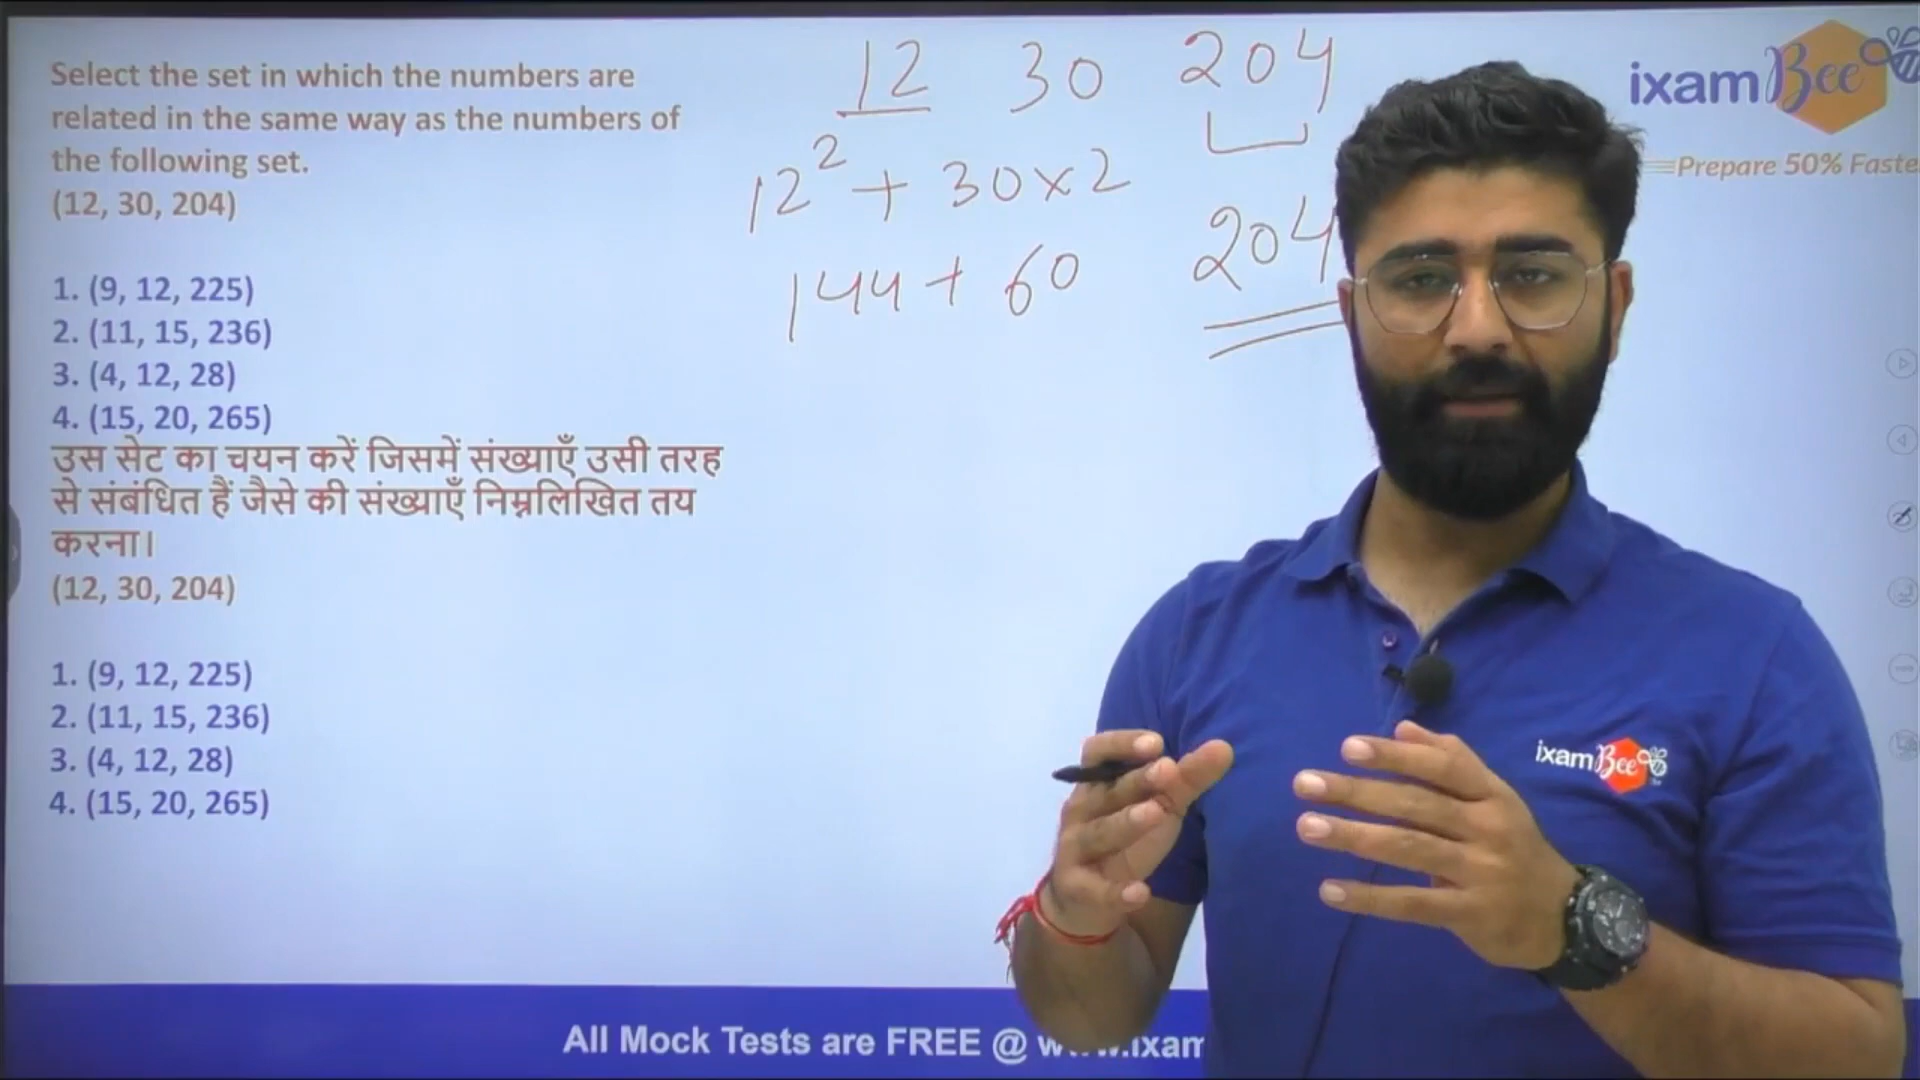 Select the set in which the numbers are
related in the same way as the numbers of
the following set.
(12, 30, 204)
1. (9, 12, 225)
2. (11, 15, 236)
3. (4, 12, 28)
4. (15, 20, 265)
उस सेट का चयन करें जिसमें संख्याएँ उसी तरह
से संबंधित हैं जैसे की संख्याएँ निम्नलिखित तय
करना।
(12, 30, 204)
1. (9, 12, 225)
2. (11, 15, 236)
3. (4, 12, 28)
4. (15, 20, 265)
12 30 204
12² + 30×2
204
144 + 60
ixamBee
Prepare 50% Faste
ixamBee
All Mock Tests are FREE @